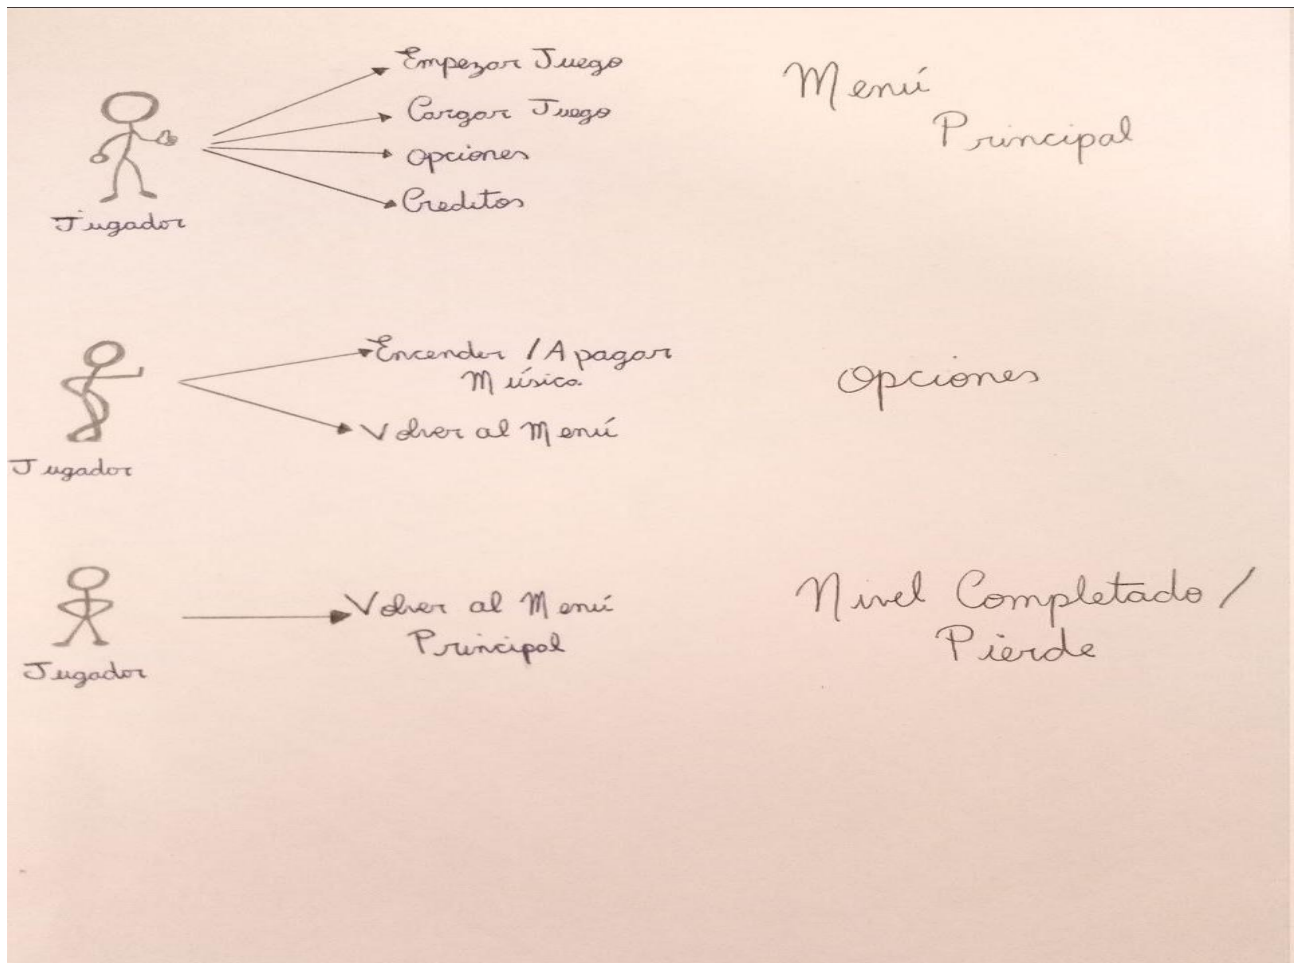 Empezar Juego
Cargar Juego
Opciones
Creditos
Jugador
Menú
Principal
Encender / Apagar
Música
Volver al Menú
Jugador
Opciones
Volver al Menú
Principal
Jugador
Nivel Completado /
Pierde